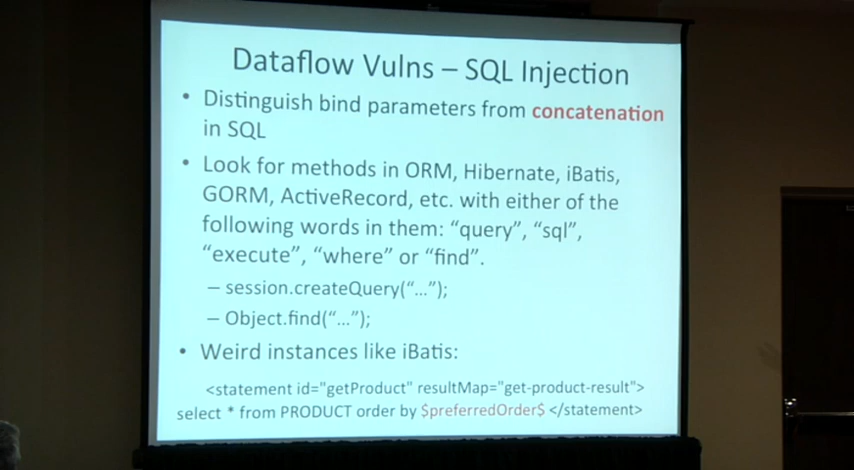 Dataflow Vulns – SQL Injection
• Distinguish bind parameters from concatenation
in SQL
• Look for methods in ORM, Hibernate, iBatis,
GORM, ActiveRecord, etc. with either of the
following words in them: “query”, “sql”,
“execute”, “where” or “find”.
– session.createQuery(“…”);
– Object.find(“…”);
• Weird instances like iBatis:
<statement id="getProduct" resultMap="get-product-result">
select * from PRODUCT order by $preferredOrder$ </statement>